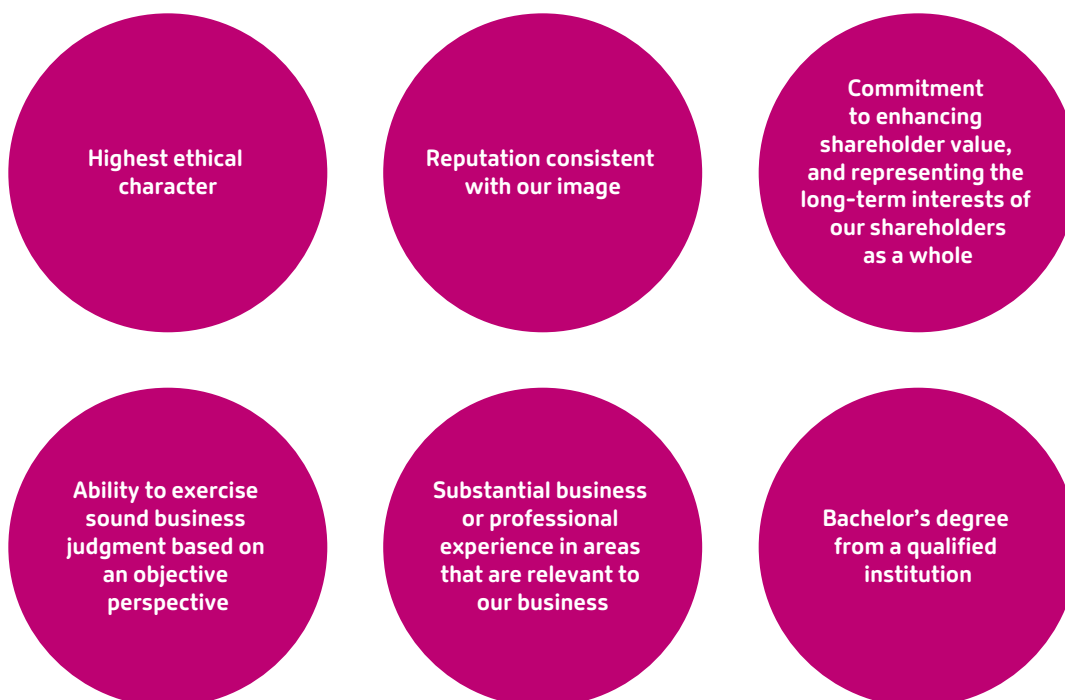 Highest ethical
character
Reputation consistent
with our image
Commitment
to enhancing
shareholder value,
and representing the
long-term interests of
our shareholders
as a whole
Ability to exercise
sound business
judgment based on
an objective
perspective
Substantial business
or professional
experience in areas
that are relevant to
our business
Bachelor’s degree
from a qualified
institution